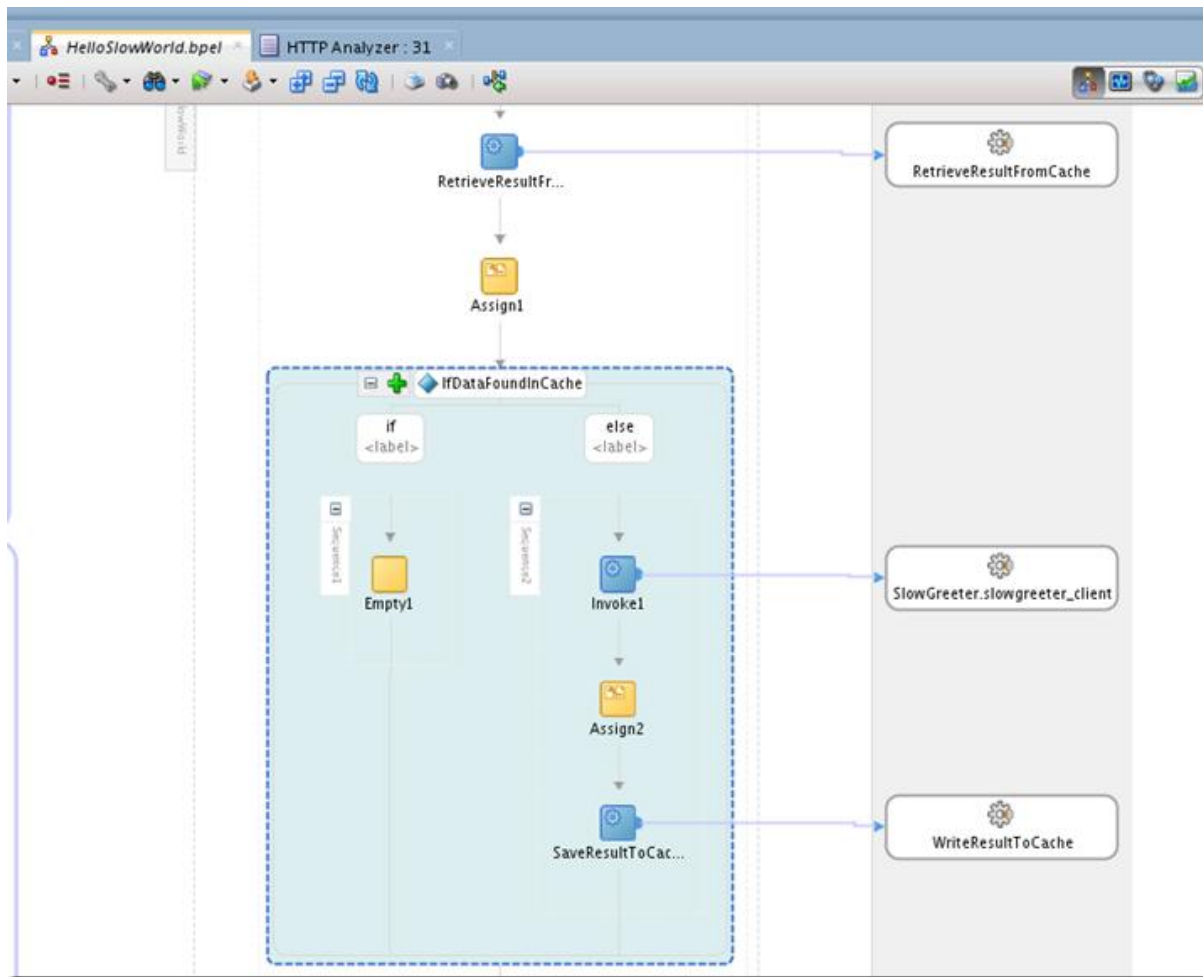 HelloSlowWorld.bpel
HTTP Analyzer : 31
RetrieveResultFr...
RetrieveResultFromCache
Assign1
IfDataFoundInCache
if
<label>
else
<label>
Sequence1
Sequence2
Empty1
Invoke1
SlowGreeter.slowgreeter_client
Assign2
SaveResultToCac...
WriteResultToCache